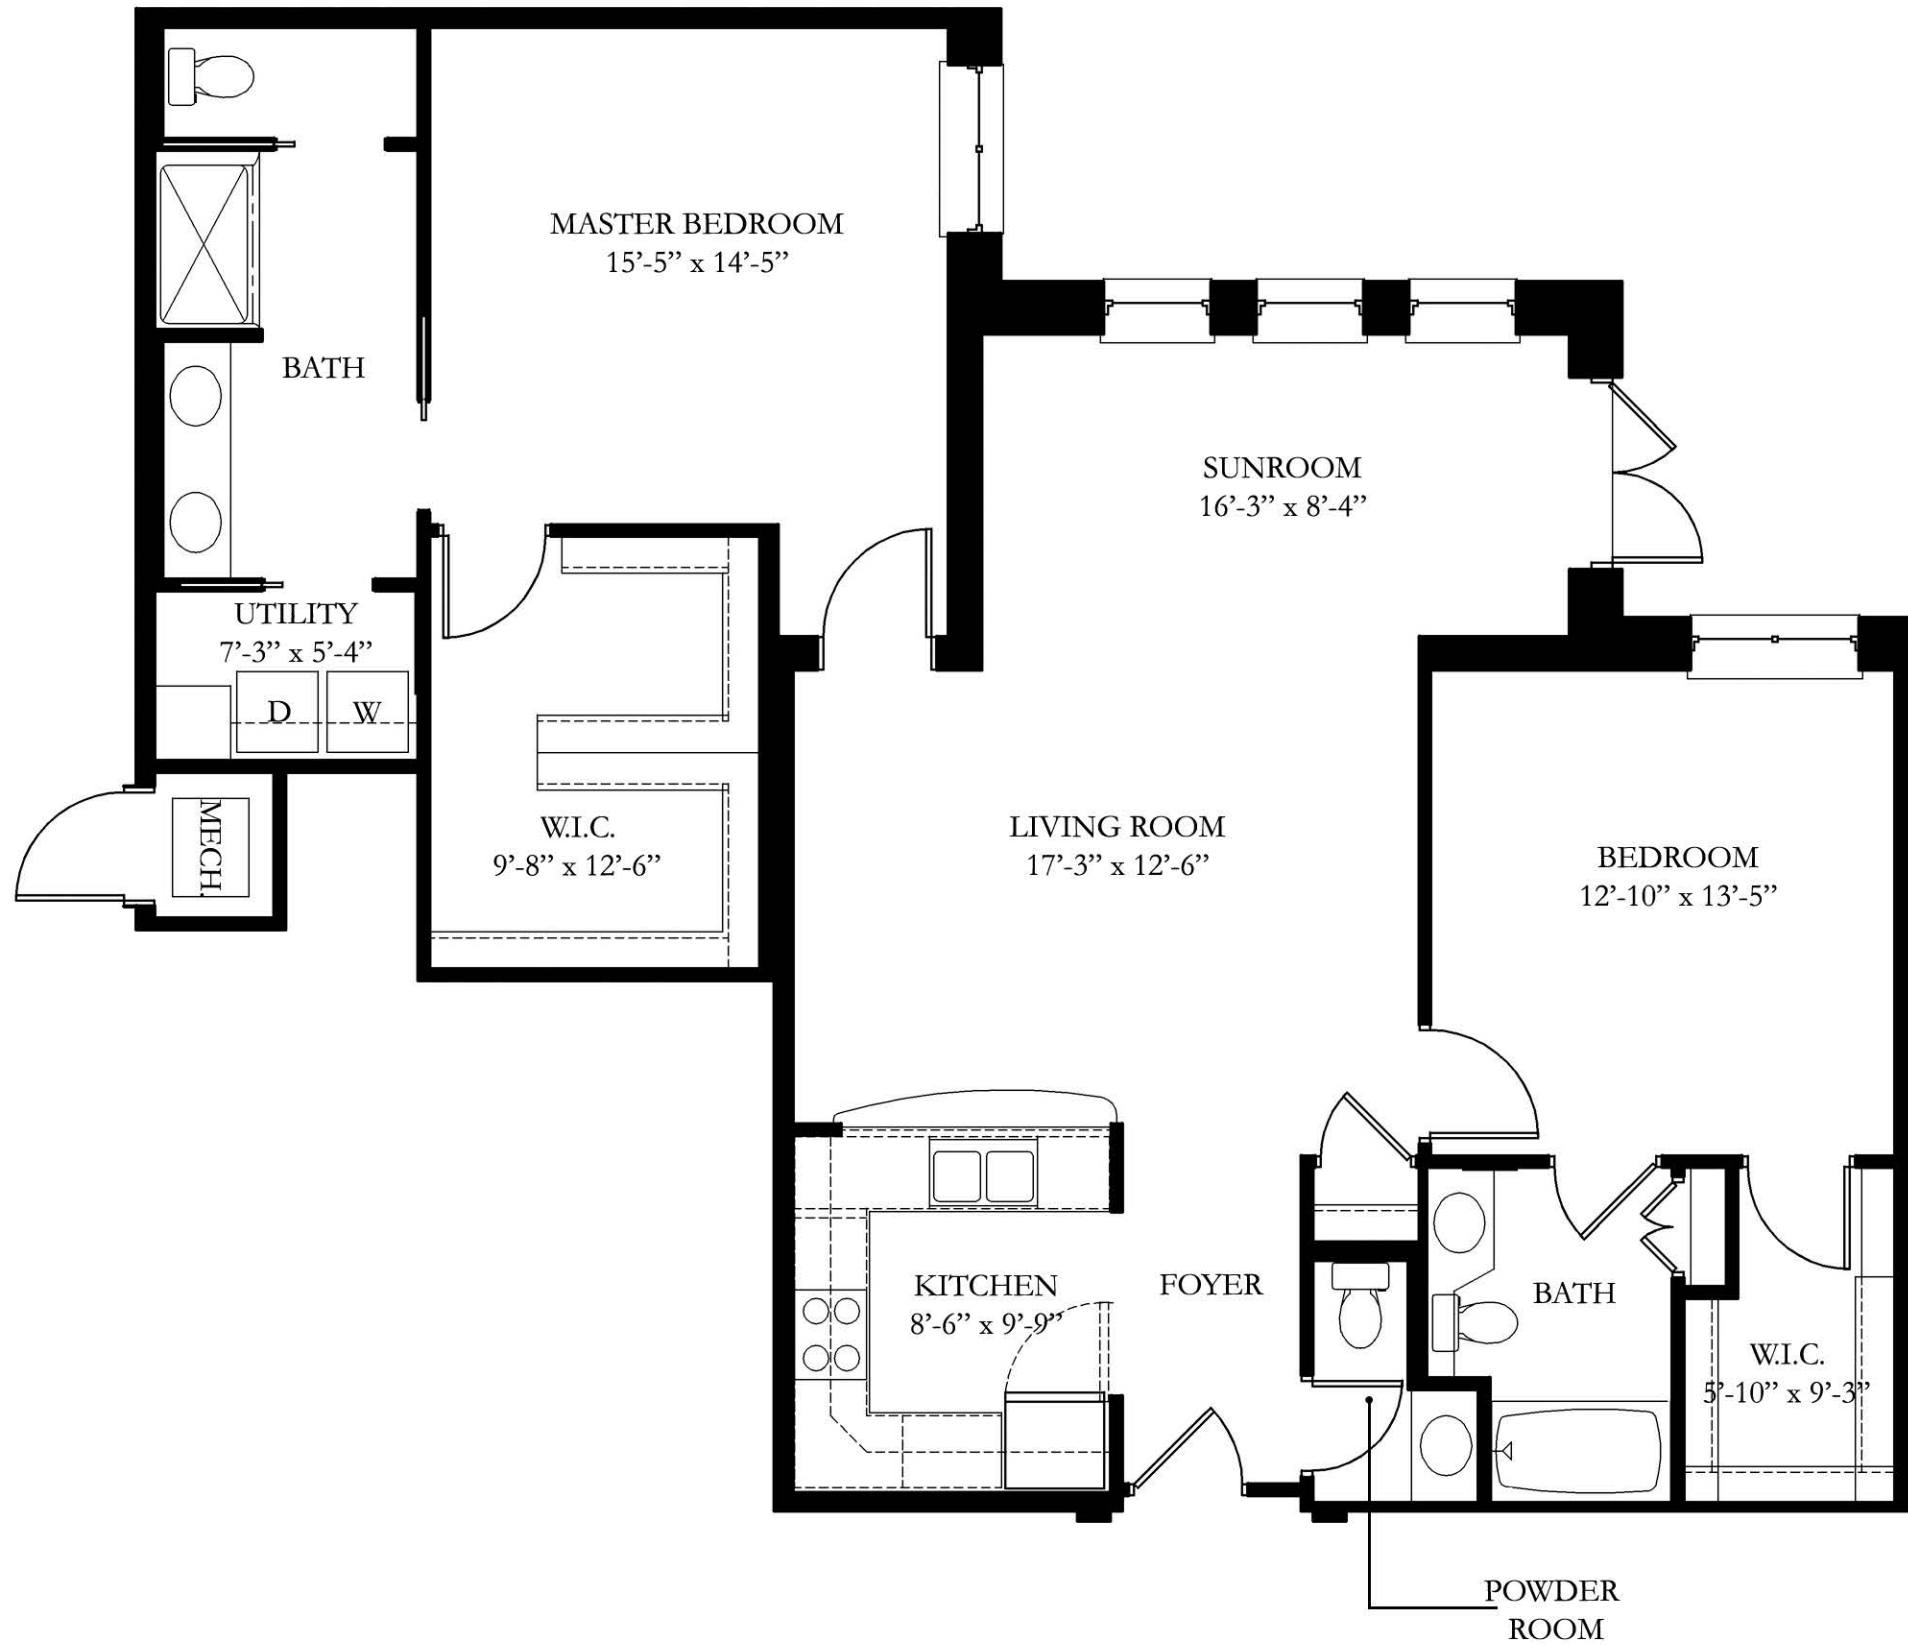 MASTER BEDROOM
15’-5” x 14’-5”
BATH
SUNROOM
16’-3” x 8’-4”
UTILITY
7’-3” x 5’-4”
D
W
MECH.
W.I.C.
9’-8” x 12’-6”
LIVING ROOM
17’-3” x 12’-6”
BEDROOM
12’-10” x 13’-5”
KITCHEN
8’-6” x 9’-9”
FOYER
BATH
W.I.C.
5’-10” x 9’-3”
POWDER
ROOM